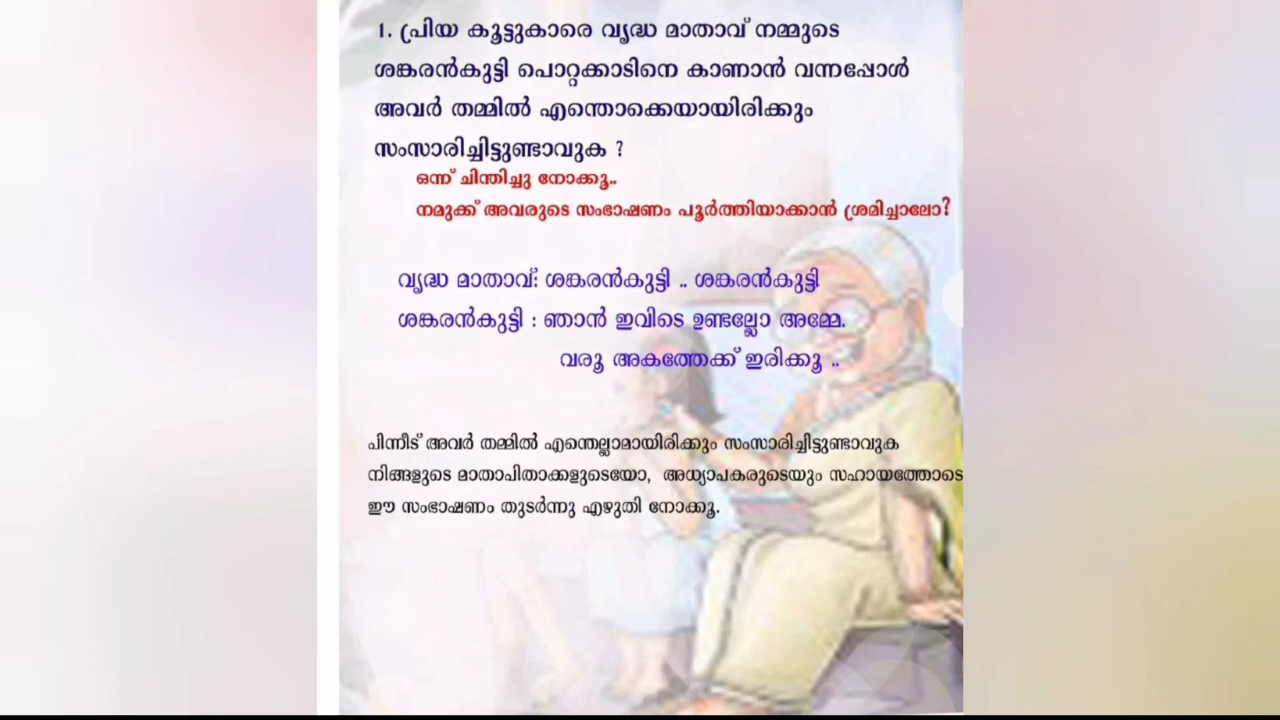 1. പ്രിയ കൂട്ടുകാരെ വൃദ്ധ മാതാവ് നമ്മുടെ
ശങ്കരൻകുട്ടി പൊറ്റക്കാടിനെ കാണാൻ വന്നപ്പോൾ
അവർ തമ്മിൽ എന്തൊക്കെയായിരിക്കും
സംസാരിച്ചിട്ടുണ്ടാവുക ?
ഒന്ന് ചിന്തിച്ചു നോക്കൂ..
നമുക്ക് അവരുടെ സംഭാഷണം പൂർത്തിയാക്കാൻ ശ്രമിച്ചാലോ?
വൃദ്ധ മാതാവ്: ശങ്കരൻകുട്ടി .. ശങ്കരൻകുട്ടി
ശങ്കരൻകുട്ടി : ഞാൻ ഇവിടെ ഉണ്ടല്ലോ അമ്മേ.
വരൂ അകത്തേക്ക് ഇരിക്കൂ ..
പിന്നീട് അവർ തമ്മിൽ എന്തെല്ലാമായിരിക്കും സംസാരിച്ചിട്ടുണ്ടാവുക
നിങ്ങളുടെ മാതാപിതാക്കളുടെയോ, അധ്യാപകരുടെയും സഹായത്തോടെ
ഈ സംഭാഷണം തുടർന്നു എഴുതി നോക്കൂ.